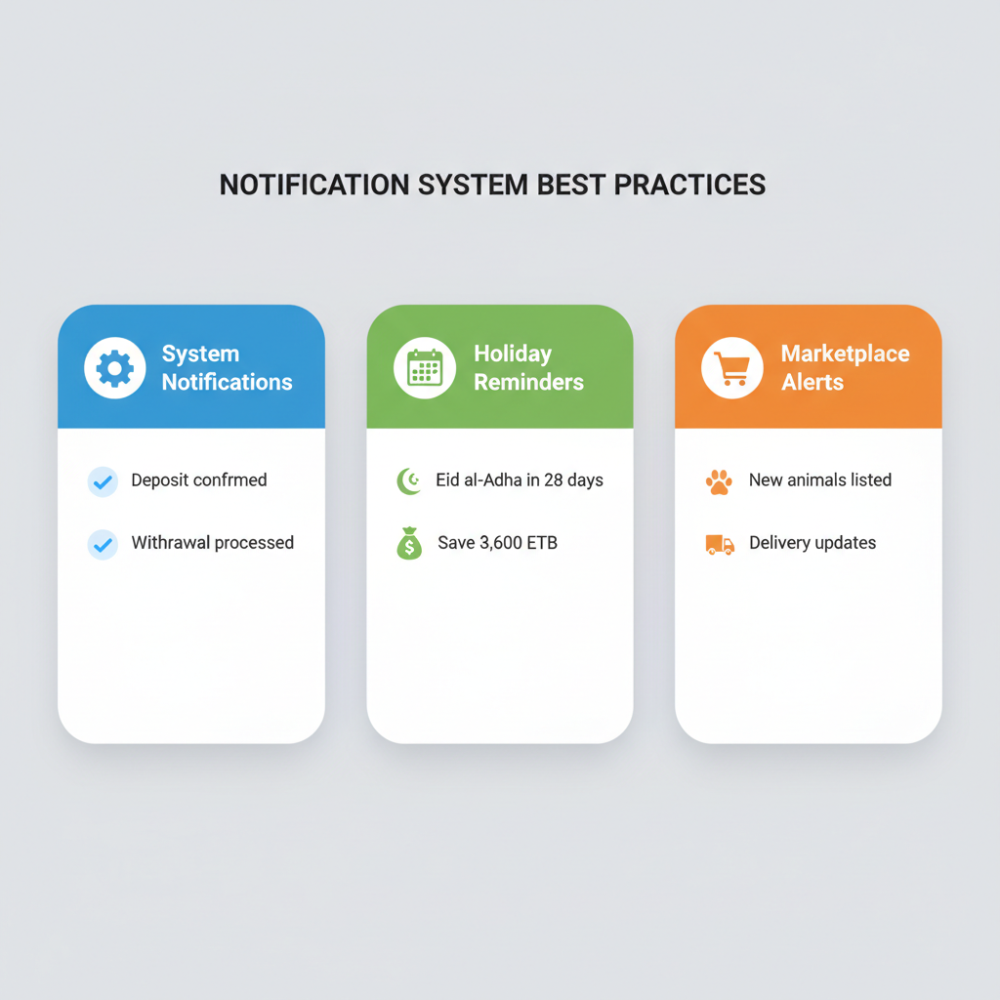 NOTIFICATION SYSTEM BEST PRACTICES
System
Notifications
Deposit confrmed
Withrawal processed
Holiday
Reminders
Eid al-Adha in 28 days
$
Save 3,600 ETB
Marketplace
Alerts
New animals listed
Delivery updates